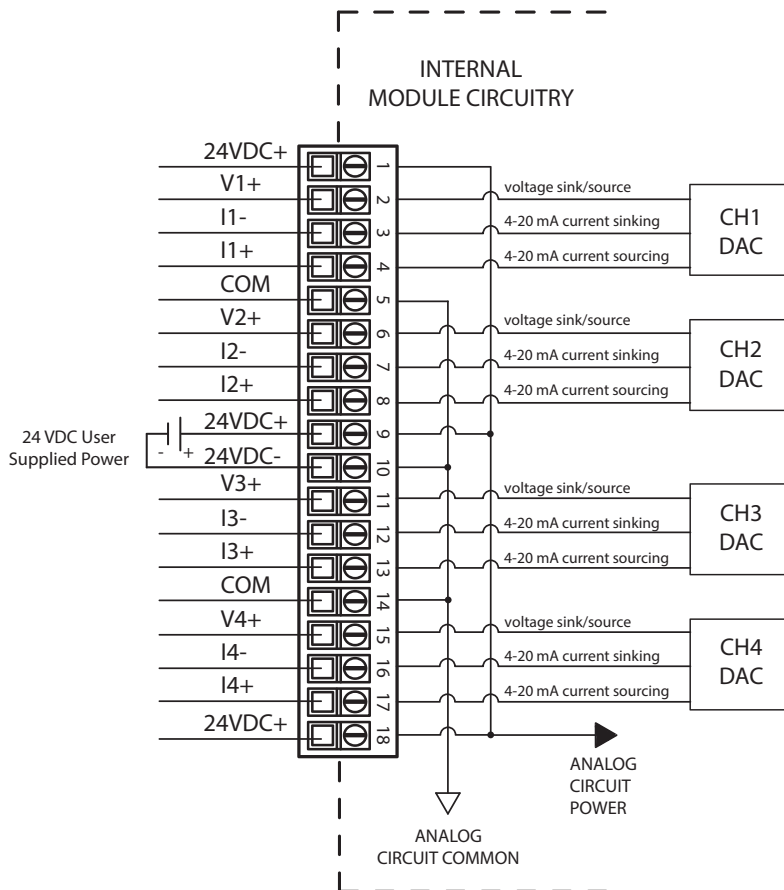 INTERNAL
MODULE CIRCUITRY
24VDC+
1
V1+
2
voltage sink/source
I1-
3
4-20 mA current sinking
I1+
4
4-20 mA current sourcing
CH1
DAC
COM
5
V2+
6
voltage sink/source
I2-
7
4-20 mA current sinking
I2+
8
4-20 mA current sourcing
CH2
DAC
24 VDC User
Supplied Power
- +
24VDC+
9
24VDC-
10
V3+
11
voltage sink/source
I3-
12
4-20 mA current sinking
I3+
13
4-20 mA current sourcing
CH3
DAC
COM
14
V4+
15
voltage sink/source
I4-
16
4-20 mA current sinking
I4+
17
4-20 mA current sourcing
CH4
DAC
24VDC+
18
ANALOG
CIRCUIT
POWER
ANALOG
CIRCUIT COMMON